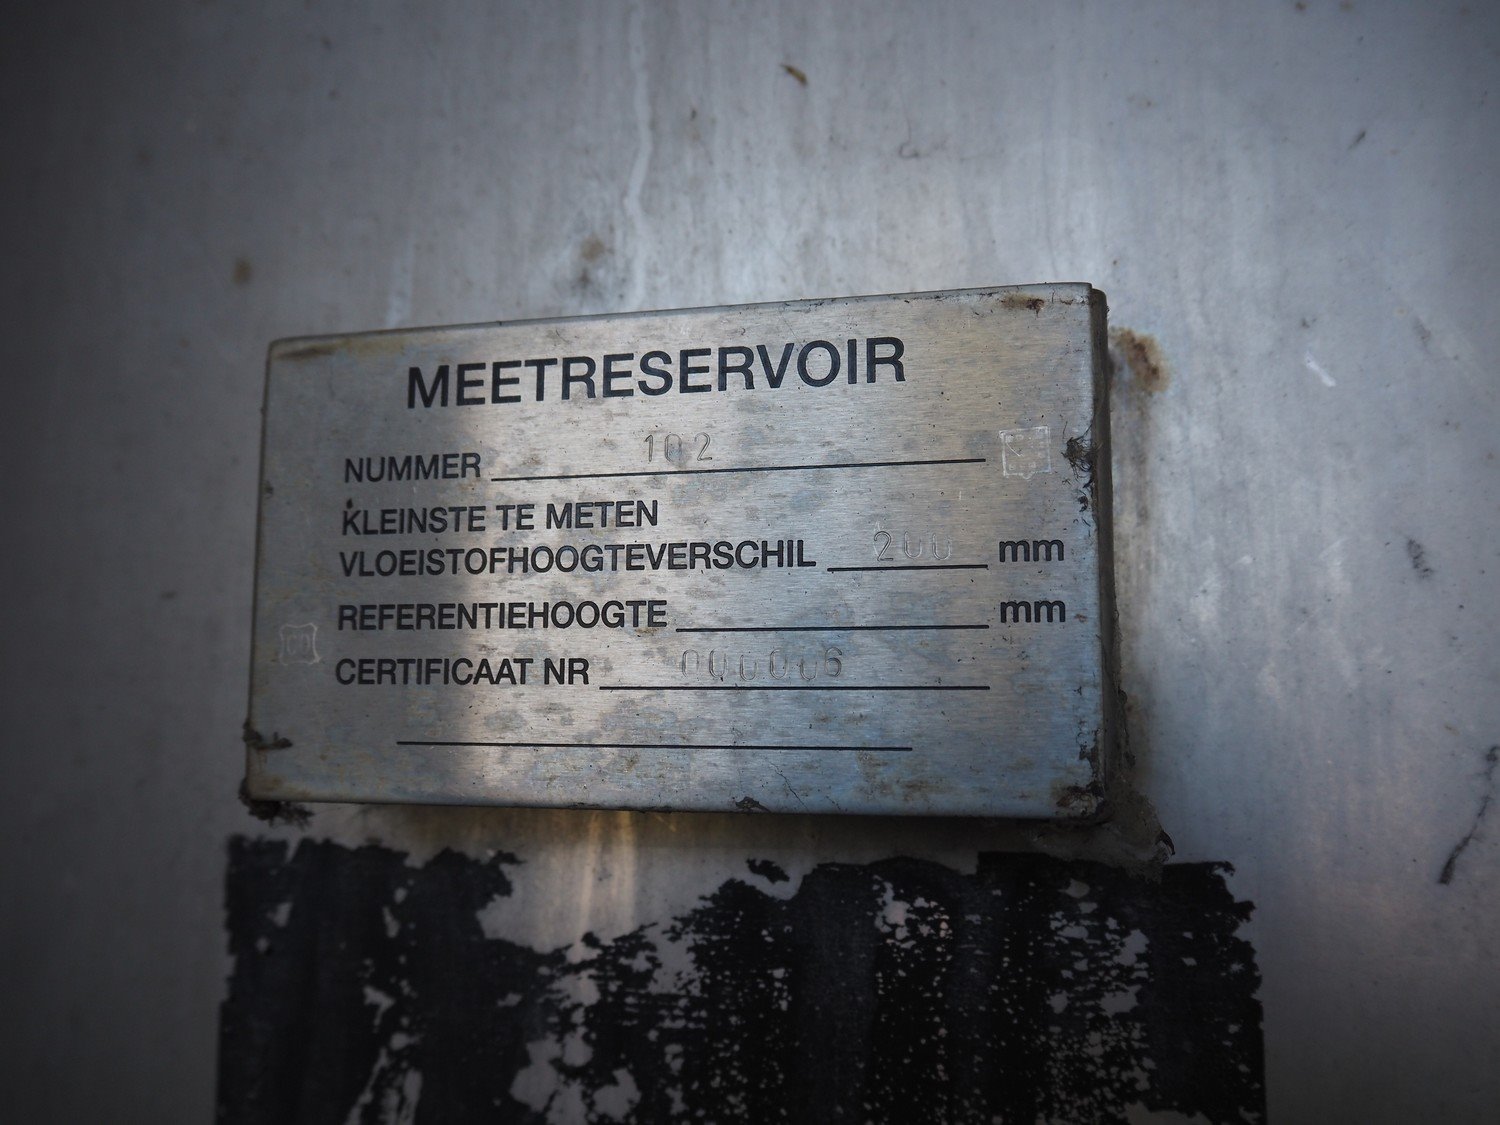 MEETRESERVOIR
NUMMER 102
KLEINSTE TE METEN
VLOEISTOFHOOGTEVERSCHIL 200 mm
REFERENTIEHOOGTE mm
CERTIFICAAT NR 000006